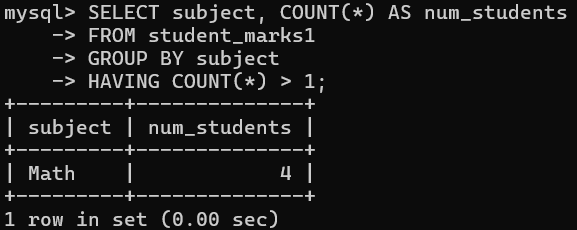 mysql> SELECT subject, COUNT(*) AS num_students
    -> FROM student_marks1
    -> GROUP BY subject
    -> HAVING COUNT(*) > 1;
+---------+--------------+
| subject | num_students |
+---------+--------------+
| Math    |            4 |
+---------+--------------+
1 row in set (0.00 sec)